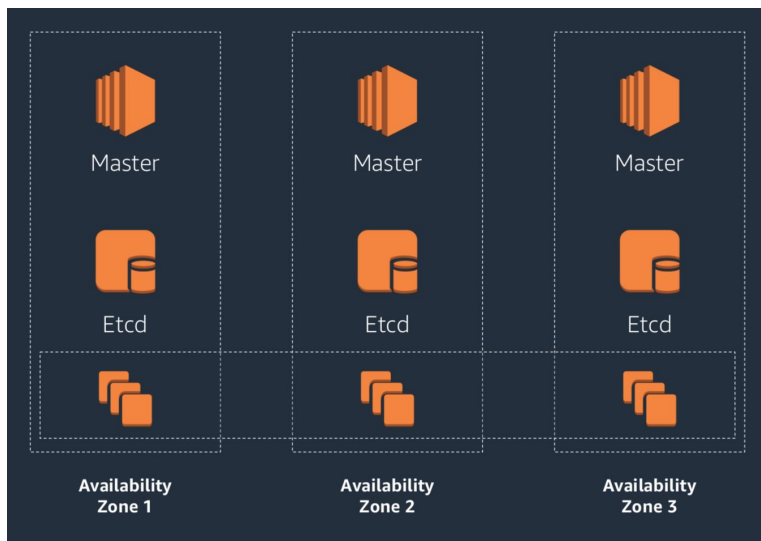 Master
Master
Master
Etcd
Etcd
Etcd
Availability
Zone 1
Availability
Zone 2
Availability
Zone 3